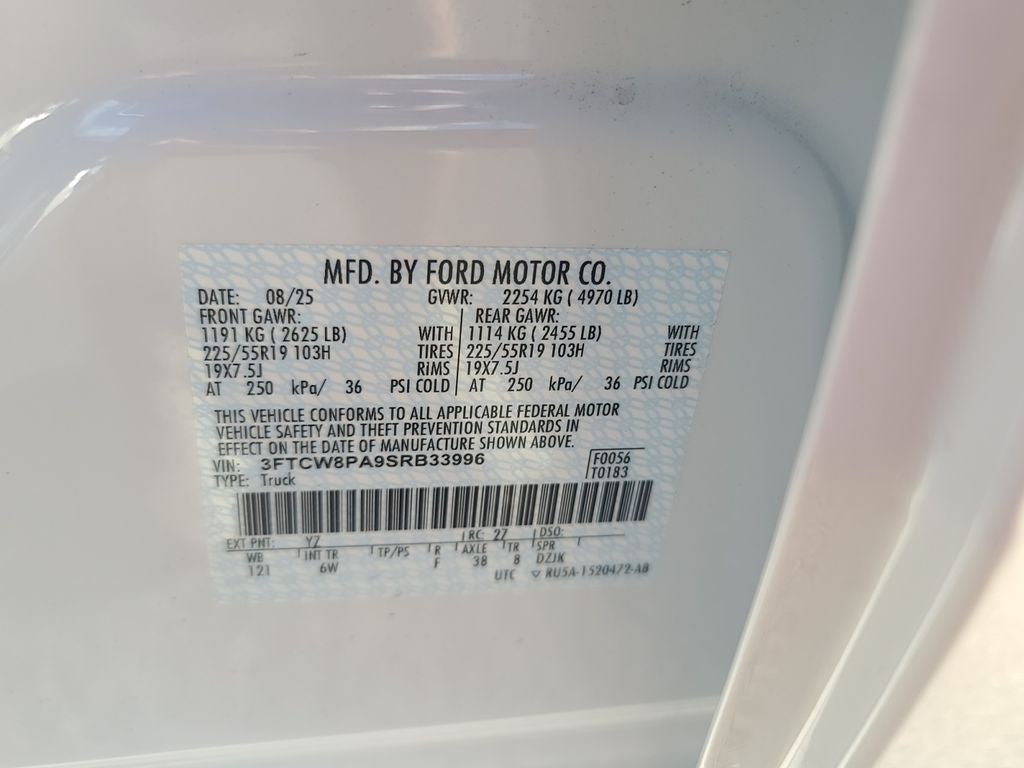 MFD. BY FORD MOTOR CO.
DATE: 08/25 GVWR: 2254 KG ( 4970 LB)
FRONT GAWR: REAR GAWR:
1191 KG ( 2625 LB) WITH 1114 KG ( 2455 LB) WITH
225/55R19 103H TIRES 225/55R19 103H TIRES
19X7.5J RIMS 19X7.5J RIMS
AT 250 kPa/ 36 PSI COLD AT 250 kPa/ 36 PSI COLD
THIS VEHICLE CONFORMS TO ALL APPLICABLE FEDERAL MOTOR
VEHICLE SAFETY AND THEFT PREVENTION STANDARDS IN
EFFECT ON THE DATE OF MANUFACTURE SHOWN ABOVE.
VIN: 3FTCW8PA9SRB33996 F0056
TYPE: Truck T0183
EXT PNT: YZ RC: 27 DSO:
WB INT TR TP/PS R AXLE TR SPR
121 6W F 38 8 DZJK
UTC ▽ RU5A-1520472-AB